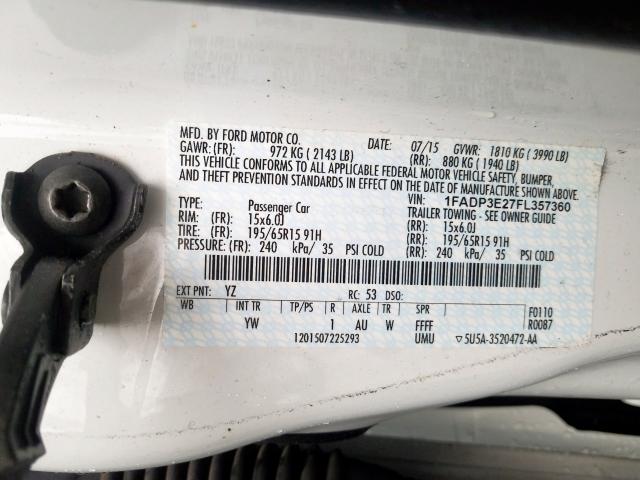 MFD. BY FORD MOTOR CO.
DATE: 07/15 GVWR: 1810 KG ( 3990 LB)
GAWR: (FR): 972 KG ( 2143 LB) (RR): 880 KG ( 1940 LB)
THIS VEHICLE CONFORMS TO ALL APPLICABLE FEDERAL MOTOR VEHICLE SAFETY, BUMPER,
AND THEFT PREVENTION STANDARDS IN EFFECT ON THE DATE OF MANUFACTURE SHOWN ABOVE.
VIN: 1FADP3E27FL357360
TYPE: Passenger Car TRAILER TOWING - SEE OWNER GUIDE
RIM: (FR): 15x6.0J (RR): 15x6.0J
TIRE: (FR): 195/65R15 91H (RR): 195/65R15 91H
PRESSURE: (FR) 240 kPa/ 35 PSI COLD (RR): 240 kPa/ 35 PSI COLD
EXT PNT: YZ RC: 53 DSO:
WB INT TR TP/PS R AXLE TR SPR F0110
YW 1 AU W FFFF R0087
1201507225293 UMU ▽5U5A-3520472-AA